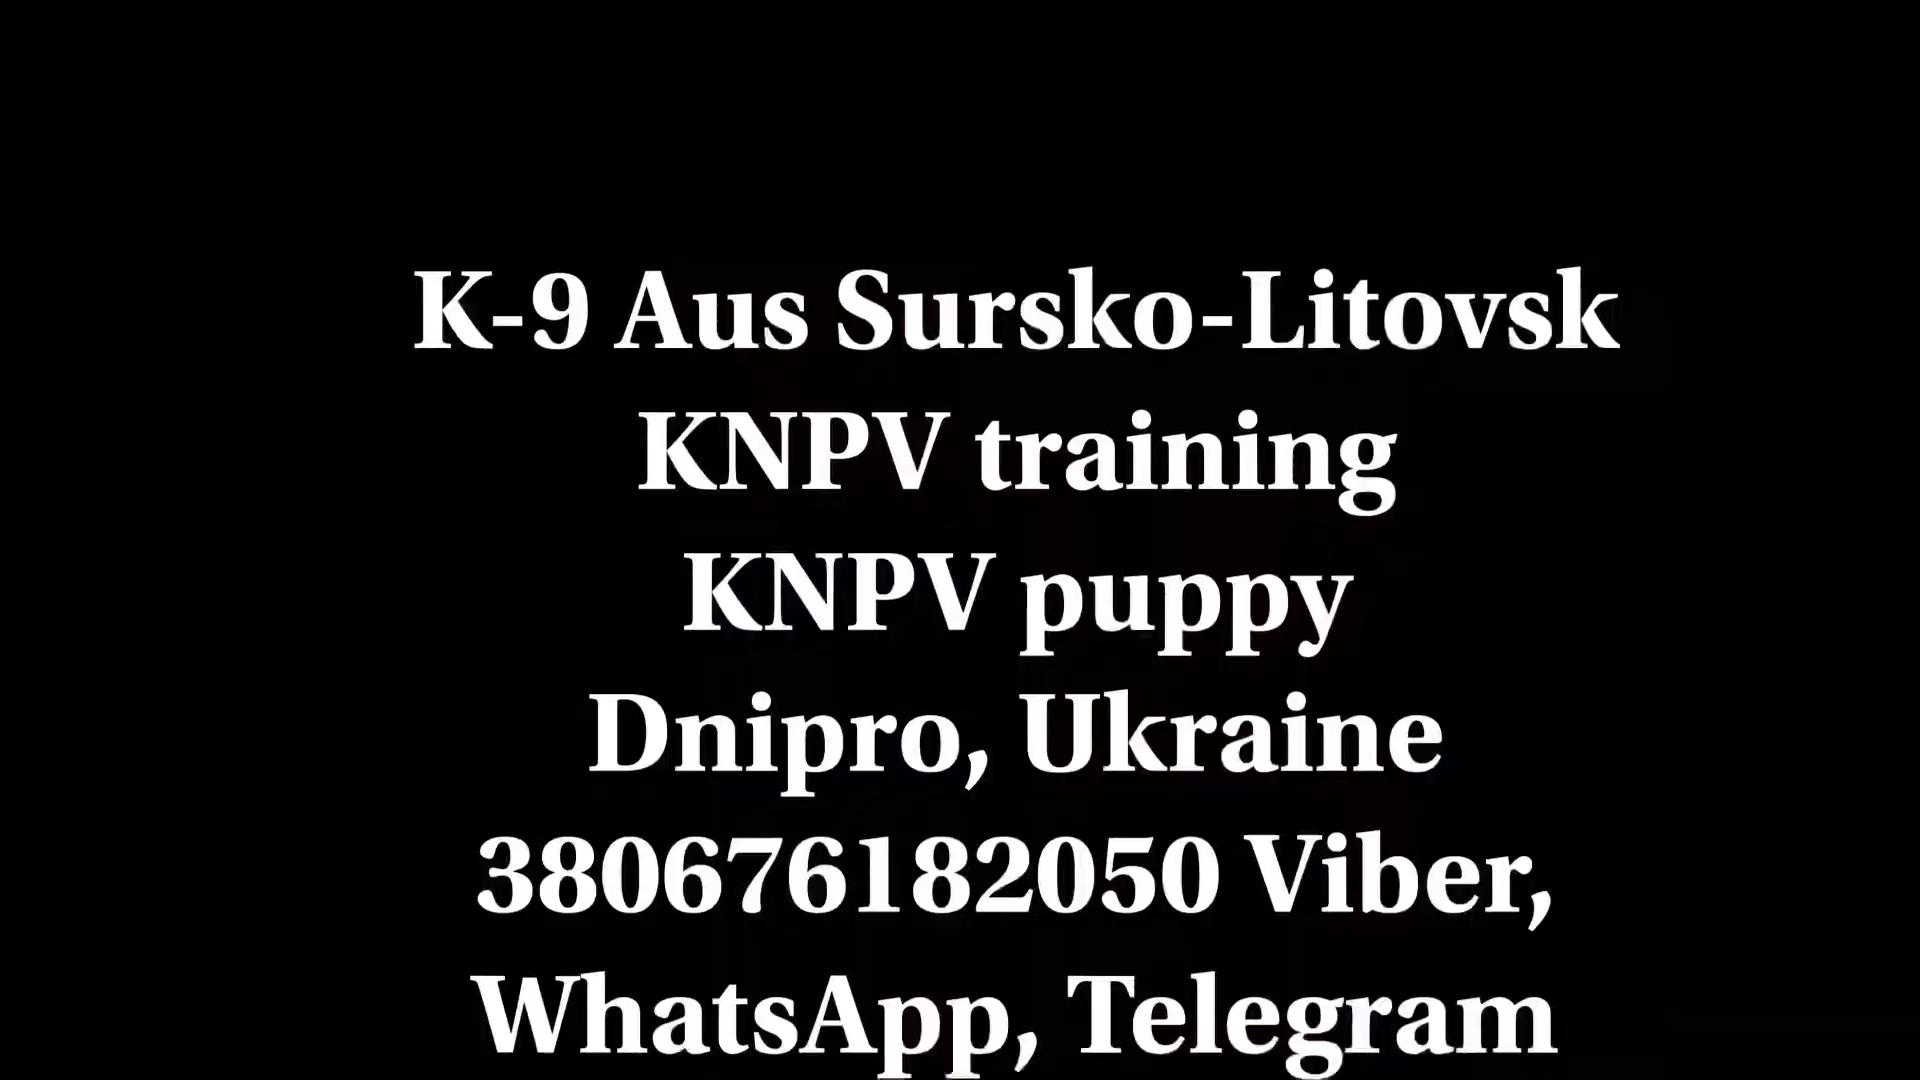 K-9 Aus Sursko-Litovsk
KNPV training
KNPV puppy
Dnipro, Ukraine
380676182050 Viber,
WhatsApp, Telegram